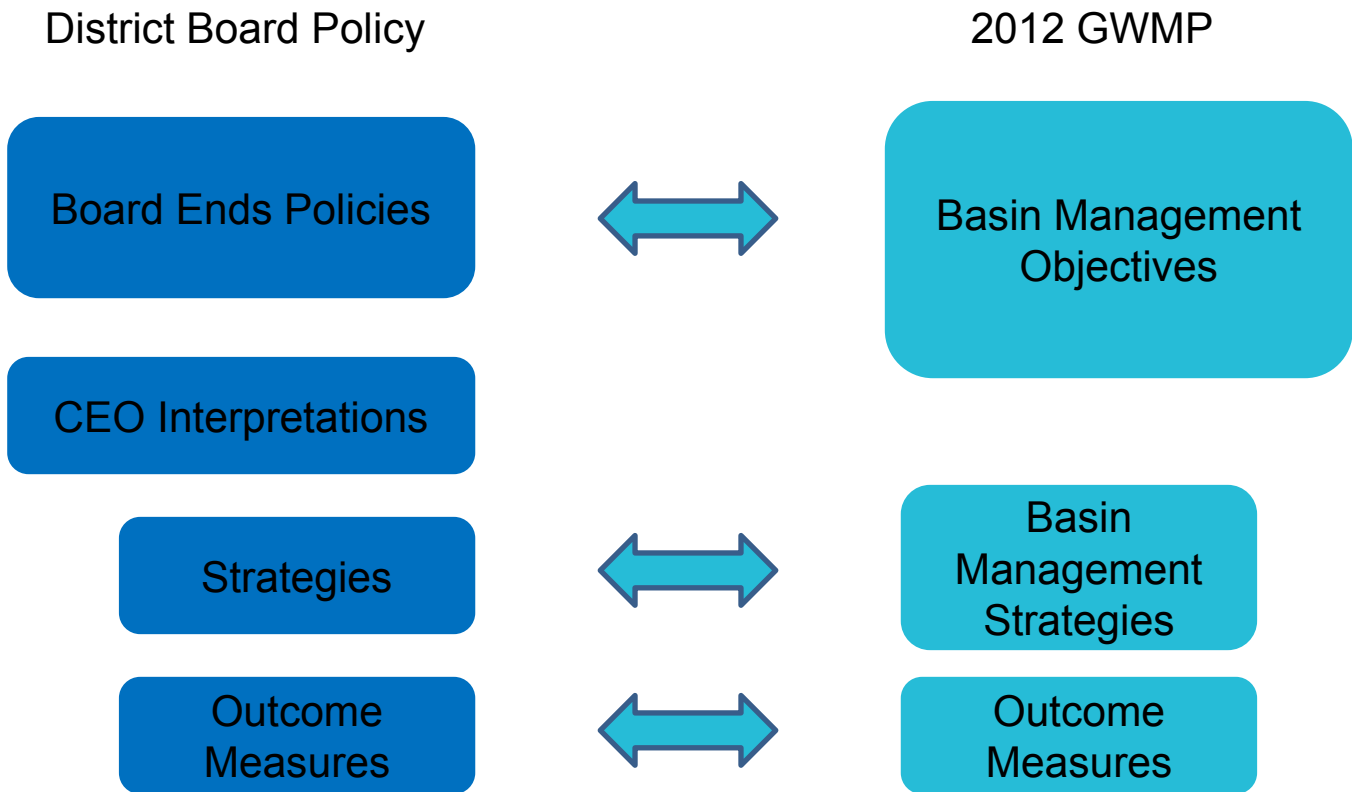 District Board Policy
2012 GWMP
Board Ends Policies
Basin Management
Objectives
CEO Interpretations
Strategies
Basin
Management
Strategies
Outcome
Measures
Outcome
Measures